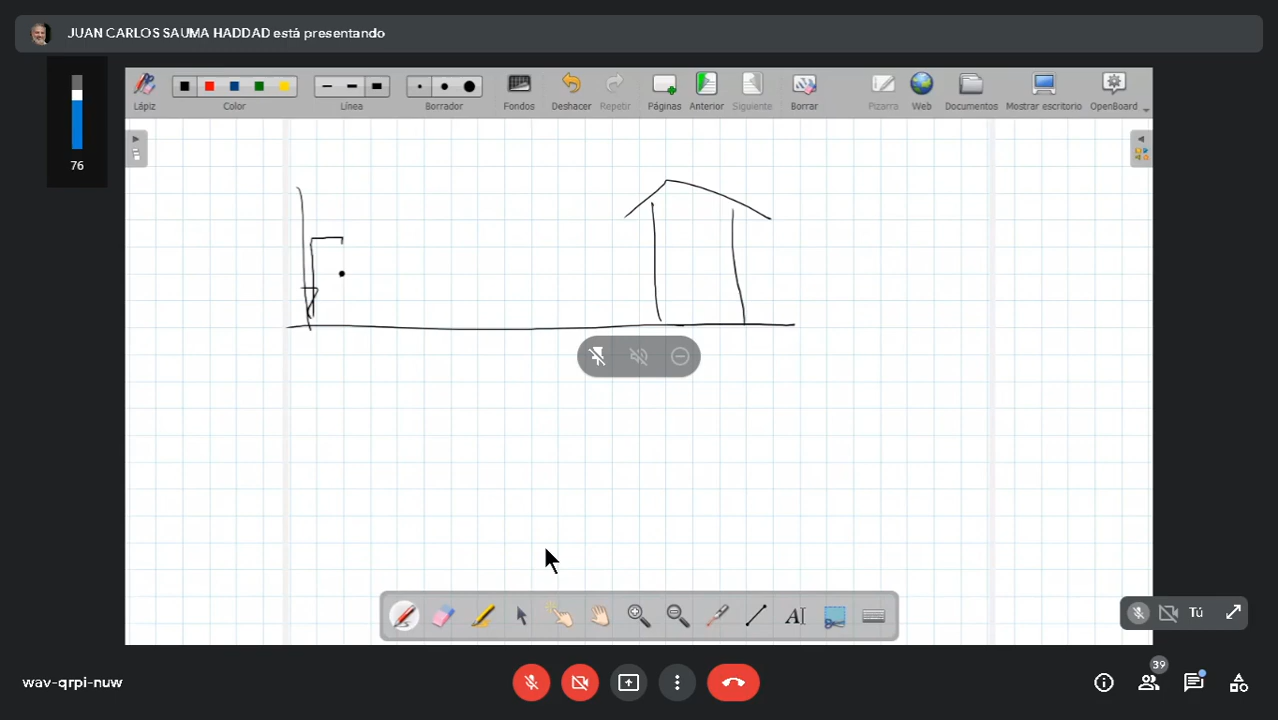 JUAN CARLOS SAUMA HADDAD está presentando
76
Lápiz
Color
Línea
Borrador
Fondos
Deshacer
Repetir
Páginas
Anterior
Siguiente
Borrar
Pizarra
Web
Documentos
Mostrar escritorio
OpenBoard
AI
Tú
wav-qrpi-nuw
39